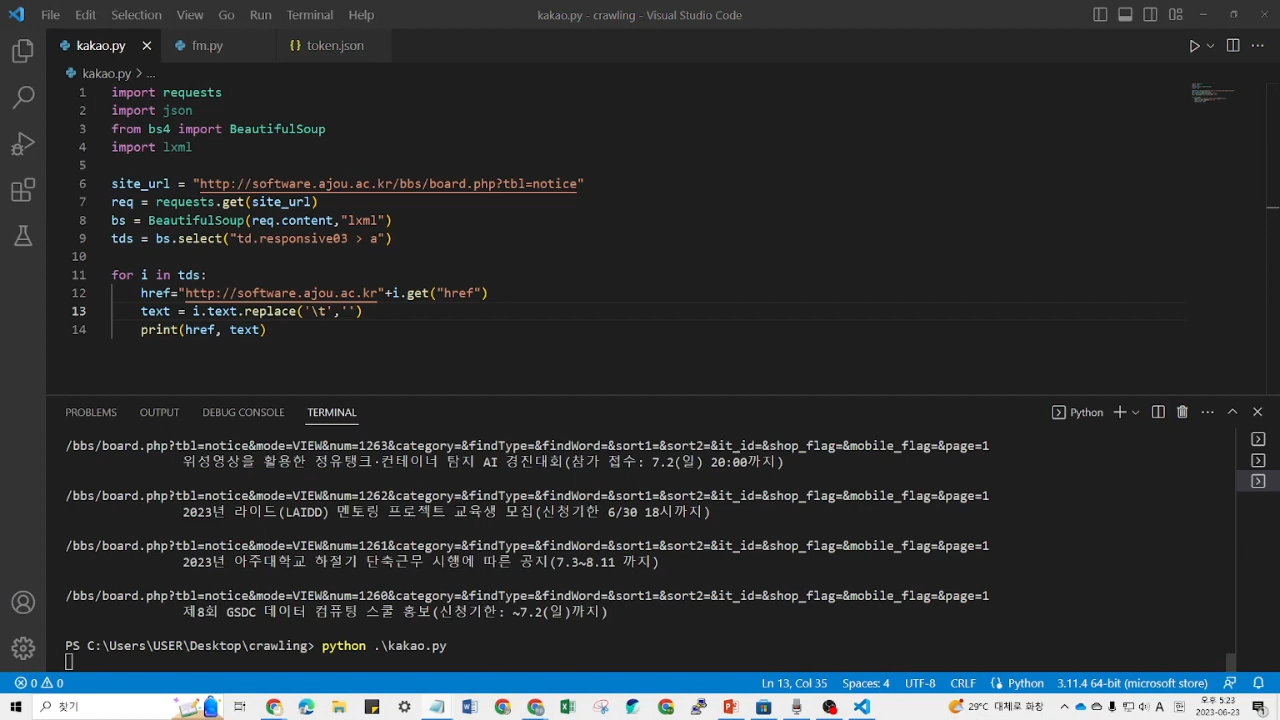 File Edit Selection View Go Run Terminal Help kakao.py - crawling - Visual Studio Code
kakao.py fm.py {} token.json
kakao.py > ...
1 import requests
2 import json
3 from bs4 import BeautifulSoup
4 import lxml
5
6 site_url = "http://software.ajou.ac.kr/bbs/board.php?tbl=notice"
7 req = requests.get(site_url)
8 bs = BeautifulSoup(req.content,"lxml")
9 tds = bs.select("td.responsive03 > a")
10
11 for i in tds:
12 href="http://software.ajou.ac.kr"+i.get("href")
13 text = i.text.replace('\t','')
14 print(href, text)
PROBLEMS OUTPUT DEBUG CONSOLE TERMINAL Python
/bbs/board.php?tbl=notice&mode=VIEW&num=1263&category=&findType=&findWord=&sort1=&sort2=&it_id=&shop_flag=&mobile_flag=&page=1
위성영상을 활용한 정유탱크·컨테이너 탐지 AI 경진대회(참가 접수: 7.2(일) 20:00까지)
/bbs/board.php?tbl=notice&mode=VIEW&num=1262&category=&findType=&findWord=&sort1=&sort2=&it_id=&shop_flag=&mobile_flag=&page=1
2023년 라이드(LAIDD) 멘토링 프로젝트 교육생 모집(신청기한 6/30 18시까지)
/bbs/board.php?tbl=notice&mode=VIEW&num=1261&category=&findType=&findWord=&sort1=&sort2=&it_id=&shop_flag=&mobile_flag=&page=1
2023년 아주대학교 하절기 단축근무 시행에 따른 공지(7.3~8.11 까지)
/bbs/board.php?tbl=notice&mode=VIEW&num=1260&category=&findType=&findWord=&sort1=&sort2=&it_id=&shop_flag=&mobile_flag=&page=1
제8회 GSDC 데이터 컴퓨팅 스쿨 홍보(신청기한: ~7.2(일)까지)
PS C:\Users\USER\Desktop\crawling> python .\kakao.py
0 0 Ln 13, Col 35 Spaces: 4 UTF-8 CRLF Python 3.11.4 64-bit (microsoft store)
찾기 29°C 대체로 화창 A 한 오후 5:23
2023-06-23